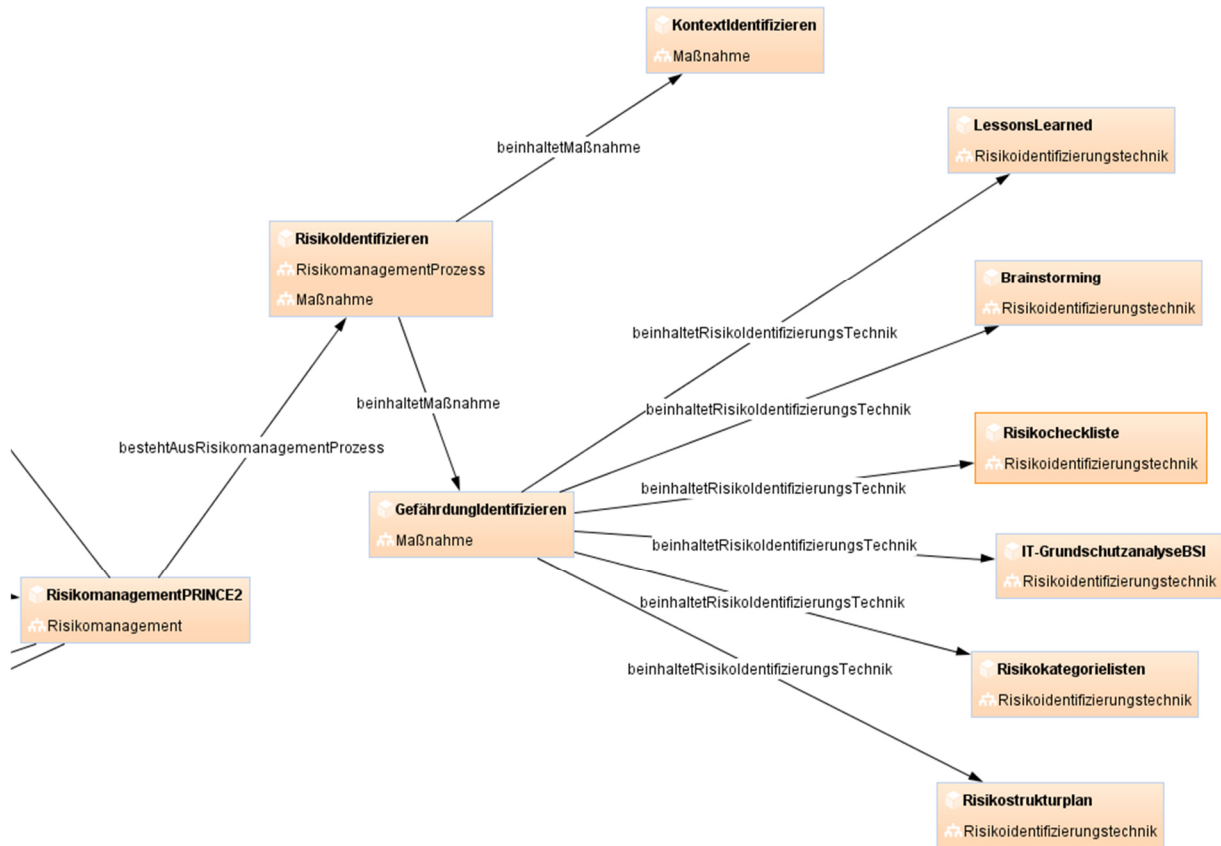 KontextIdentifizieren
Maßnahme
LessonsLearned
Risikoidentifizierungstechnik
beinhaltetMaßnahme
RisikoIdentifizieren
RisikomanagementProzess
Maßnahme
Brainstorming
Risikoidentifizierungstechnik
beinhaltetRisikoIdentifizierungsTechnik
beinhaltetMaßnahme
beinhaltetRisikoIdentifizierungsTechnik
bestehtAusRisikomanagementProzess
Risikocheckliste
Risikoidentifizierungstechnik
beinhaltetRisikoIdentifizierungsTechnik
GefährdungIdentifizieren
Maßnahme
beinhaltetRisikoIdentifizierungsTechnik
IT-GrundschutzanalyseBSI
Risikoidentifizierungstechnik
RisikomanagementPRINCE2
Risikomanagement
beinhaltetRisikoIdentifizierungsTechnik
Risikokategorielisten
Risikoidentifizierungstechnik
beinhaltetRisikoIdentifizierungsTechnik
Risikostrukturplan
Risikoidentifizierungstechnik